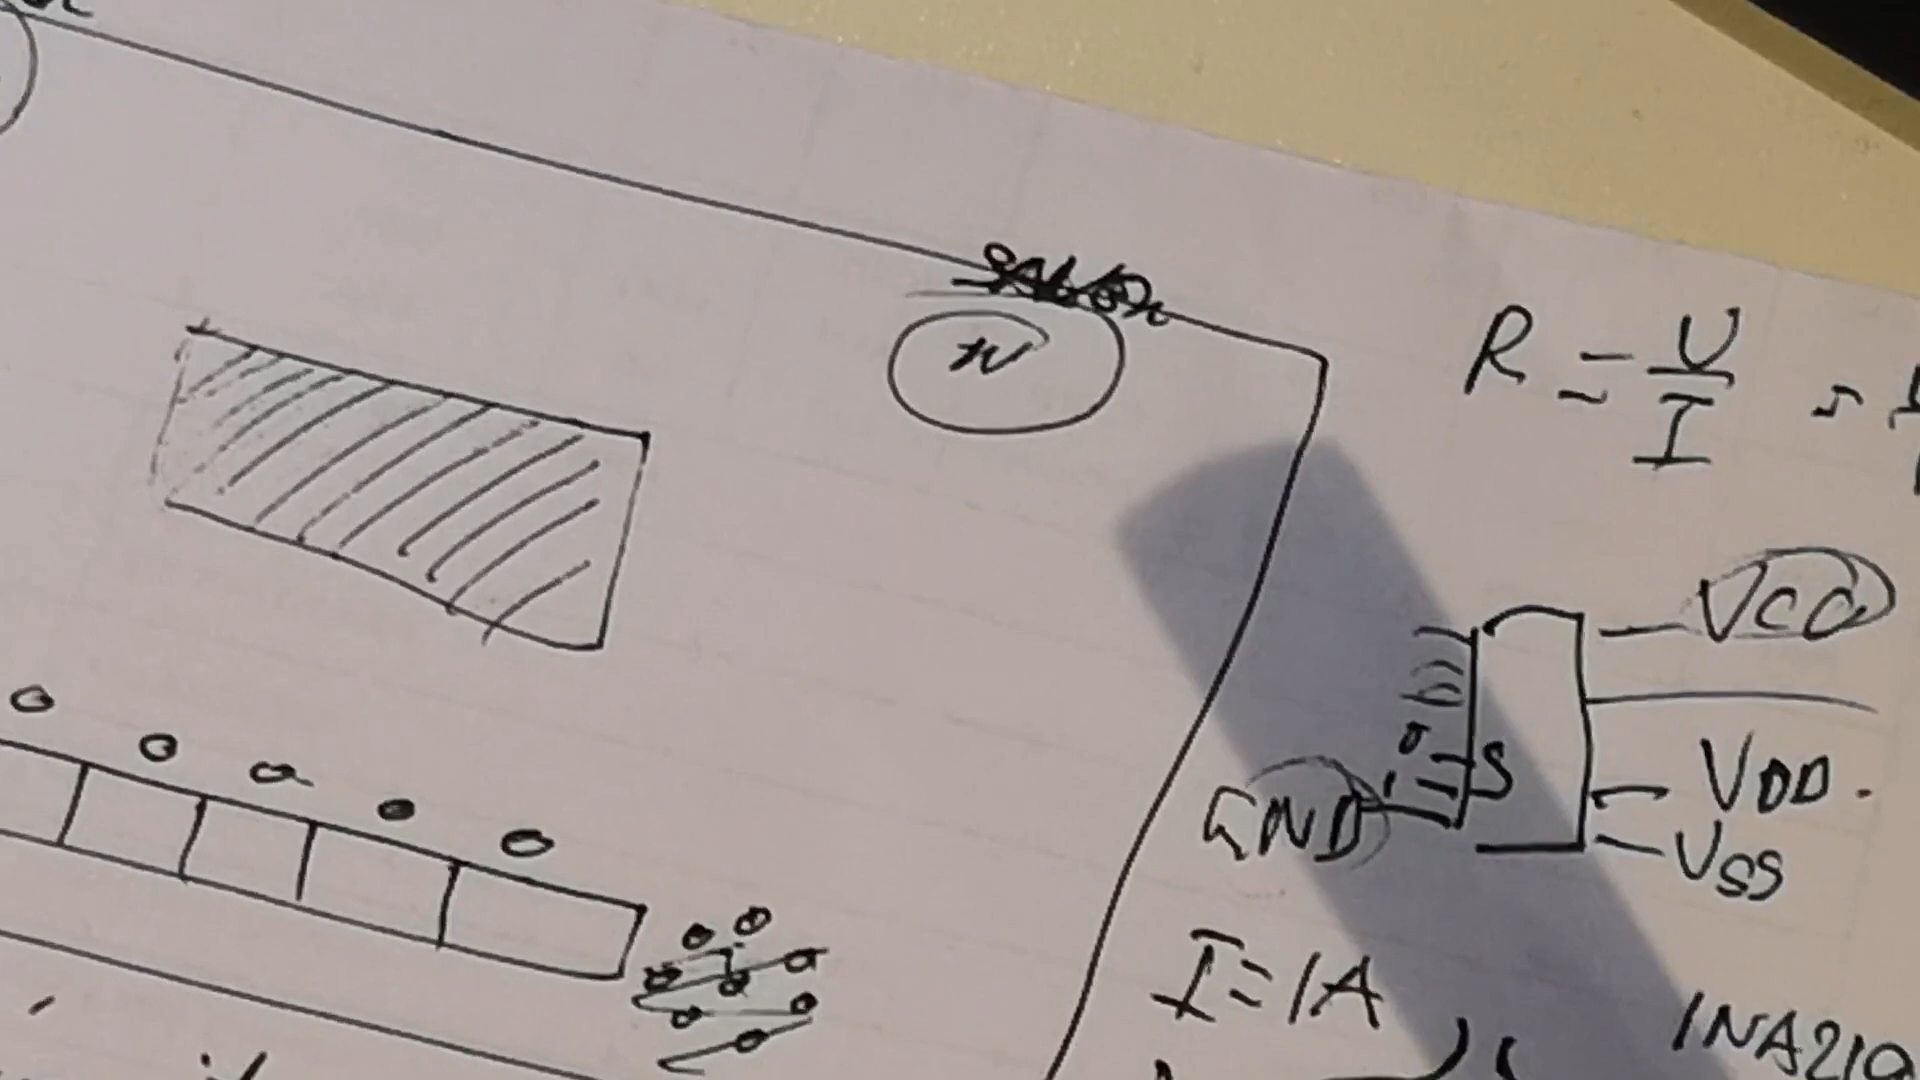 N
R = U / I =
VCC
GND
VDD.
VSS
I = 1A
INA219